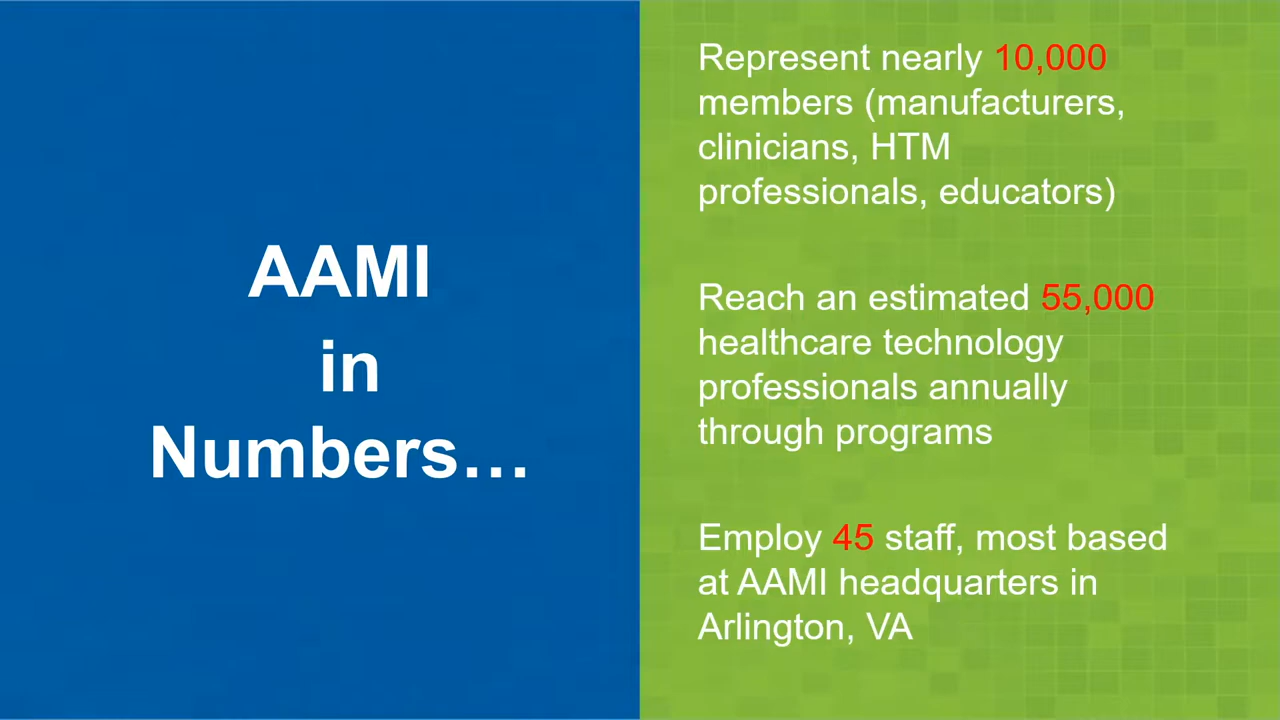 AAMI
in
Numbers…
Represent nearly 10,000
members (manufacturers,
clinicians, HTM
professionals, educators)
Reach an estimated 55,000
healthcare technology
professionals annually
through programs
Employ 45 staff, most based
at AAMI headquarters in
Arlington, VA